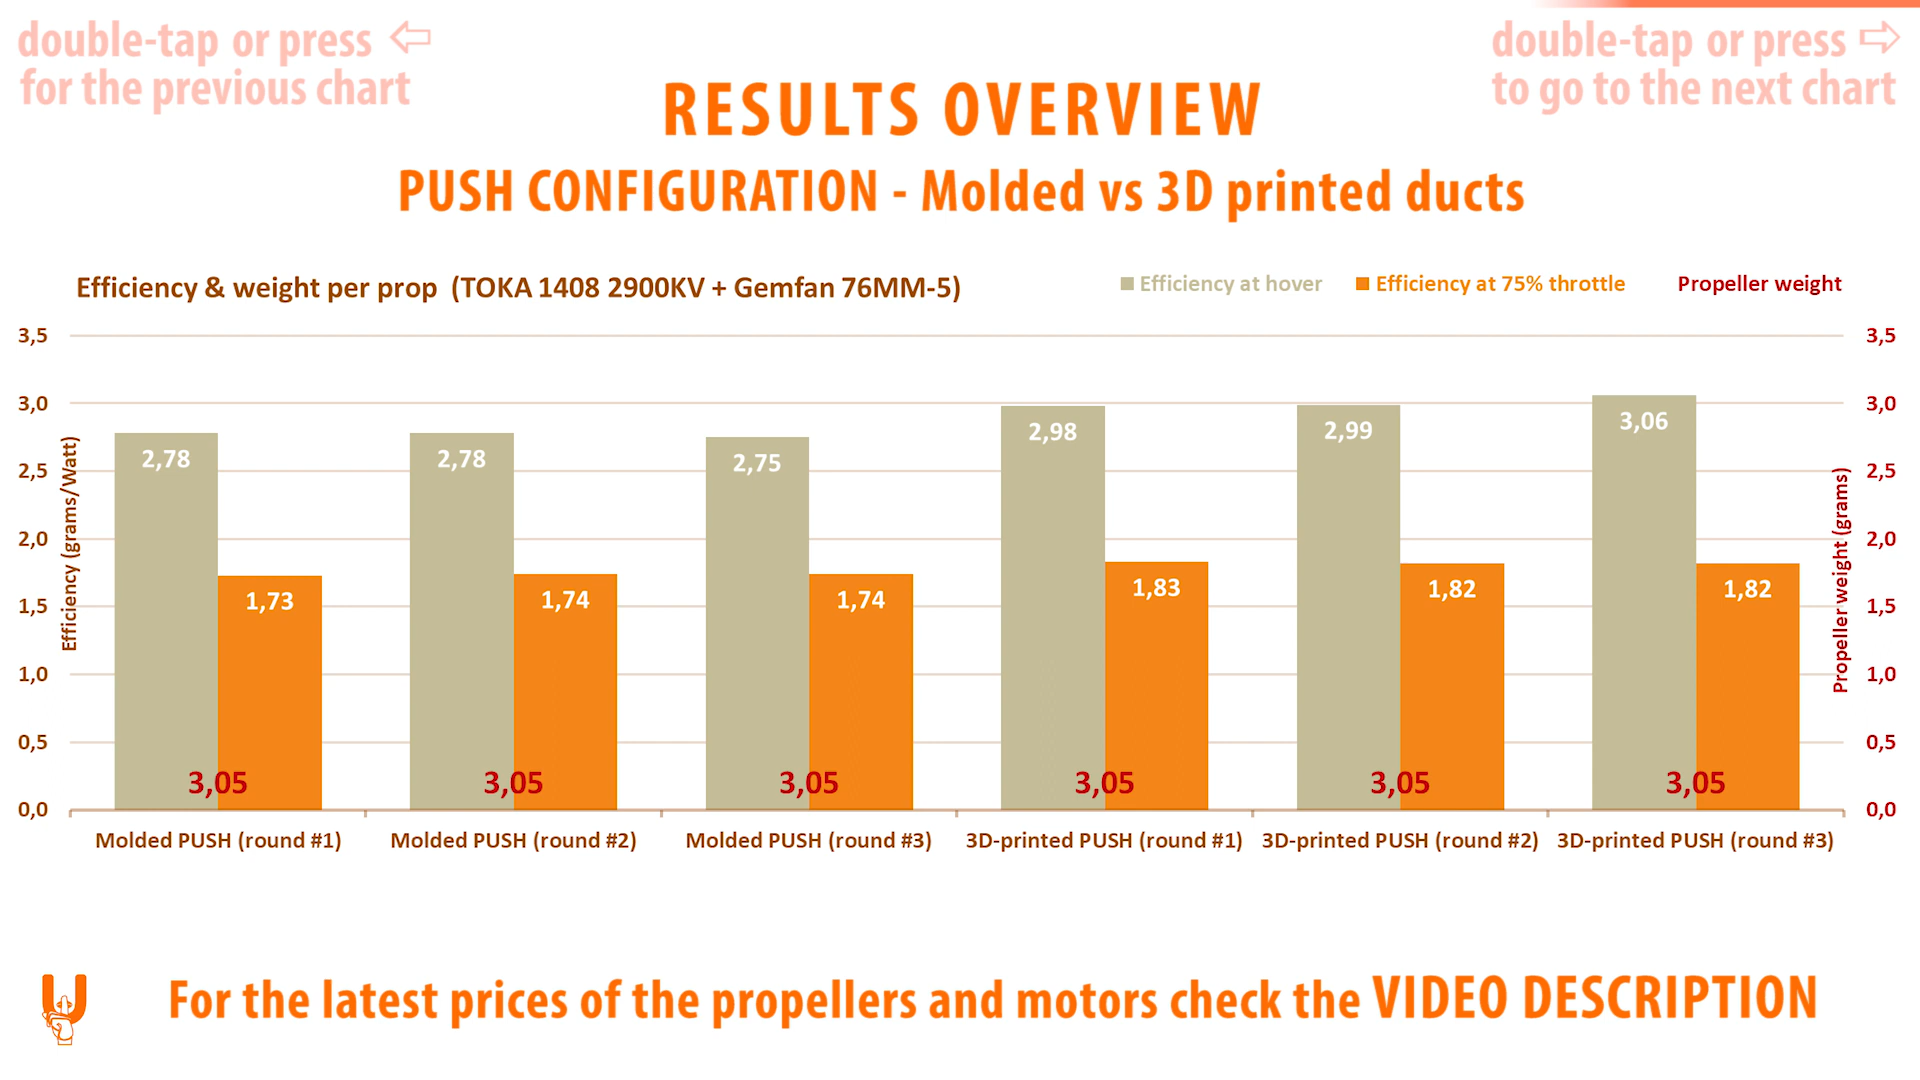 double-tap or press ⇦
for the previous chart
double-tap or press ⇨
to go to the next chart
RESULTS OVERVIEW
PUSH CONFIGURATION - Molded vs 3D printed ducts
Efficiency & weight per prop (TOKA 1408 2900KV + Gemfan 76MM-5)
Efficiency at hover
Efficiency at 75% throttle
Propeller weight
Efficiency (grams/Watt)
3,5
3,0
2,5
2,0
1,5
1,0
0,5
0,0
2,78
1,73
3,05
2,78
1,74
3,05
2,75
1,74
3,05
2,98
1,83
3,05
2,99
1,82
3,05
3,06
1,82
3,05
Propeller weight (grams)
3,5
3,0
2,5
2,0
1,5
1,0
0,5
0,0
Molded PUSH (round #1)
Molded PUSH (round #2)
Molded PUSH (round #3)
3D-printed PUSH (round #1)
3D-printed PUSH (round #2)
3D-printed PUSH (round #3)
For the latest prices of the propellers and motors check the VIDEO DESCRIPTION